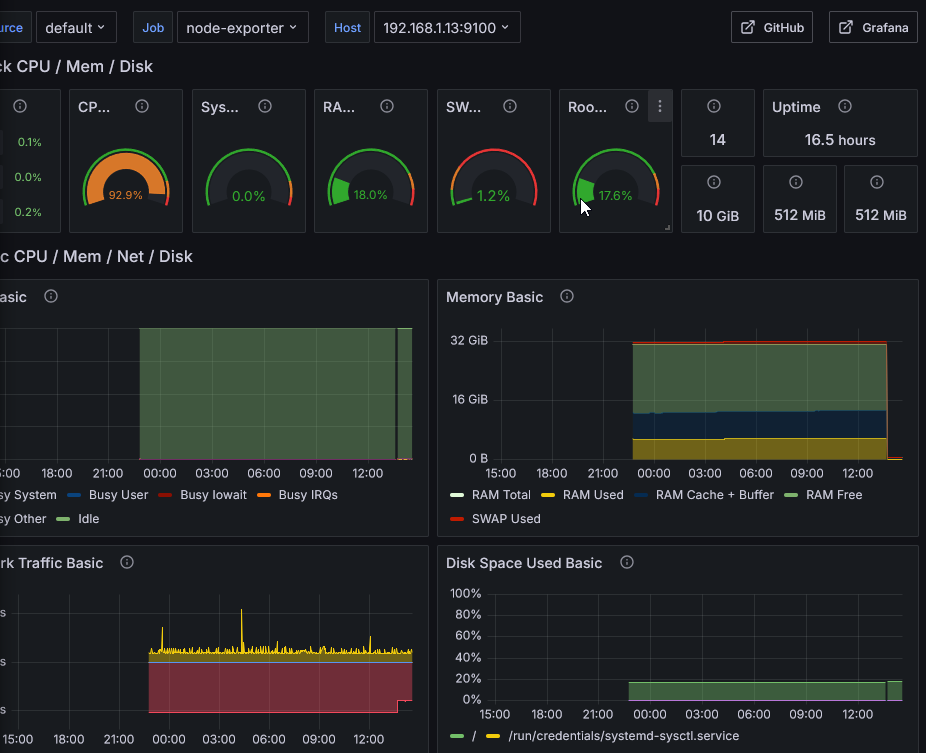 urce default Job node-exporter Host 192.168.1.13:9100 GitHub Grafana
ck CPU / Mem / Disk
CP... Sys... RA... SW... Roo... Uptime
0.1%
0.0%
0.2%
92.9% 0.0% 18.0% 1.2% 17.6%
14 16.5 hours
10 GiB 512 MiB 512 MiB
c CPU / Mem / Net / Disk
asic
5:00 18:00 21:00 00:00 03:00 06:00 09:00 12:00
sy System Busy User Busy Iowait Busy IRQs
sy Other Idle
Memory Basic
32 GiB
16 GiB
0 B
15:00 18:00 21:00 00:00 03:00 06:00 09:00 12:00
RAM Total RAM Used RAM Cache + Buffer RAM Free
SWAP Used
rk Traffic Basic
s
s
s
15:00 18:00 21:00 00:00 03:00 06:00 09:00 12:00
Disk Space Used Basic
100%
80%
60%
40%
20%
0%
15:00 18:00 21:00 00:00 03:00 06:00 09:00 12:00
/ /run/credentials/systemd-sysctl.service